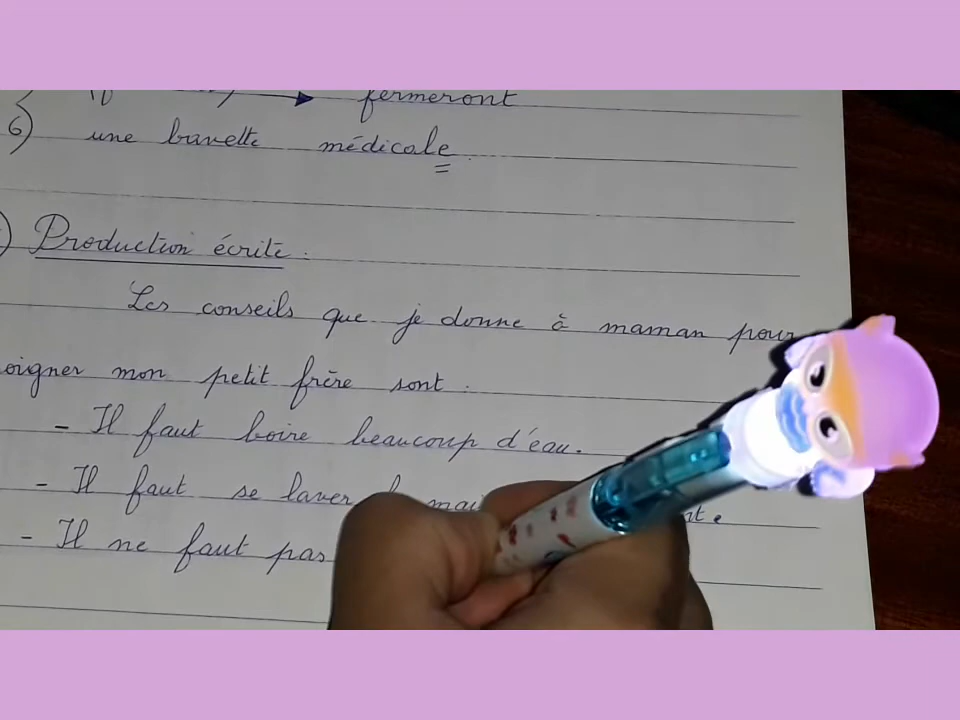 fermeront
6) une bavette médicale.
) Production écrite :
Les conseils que je donne à maman pour
oigner mon petit frère sont :
- Il faut boire beaucoup d'eau.
- Il faut se laver
- Il ne faut pas